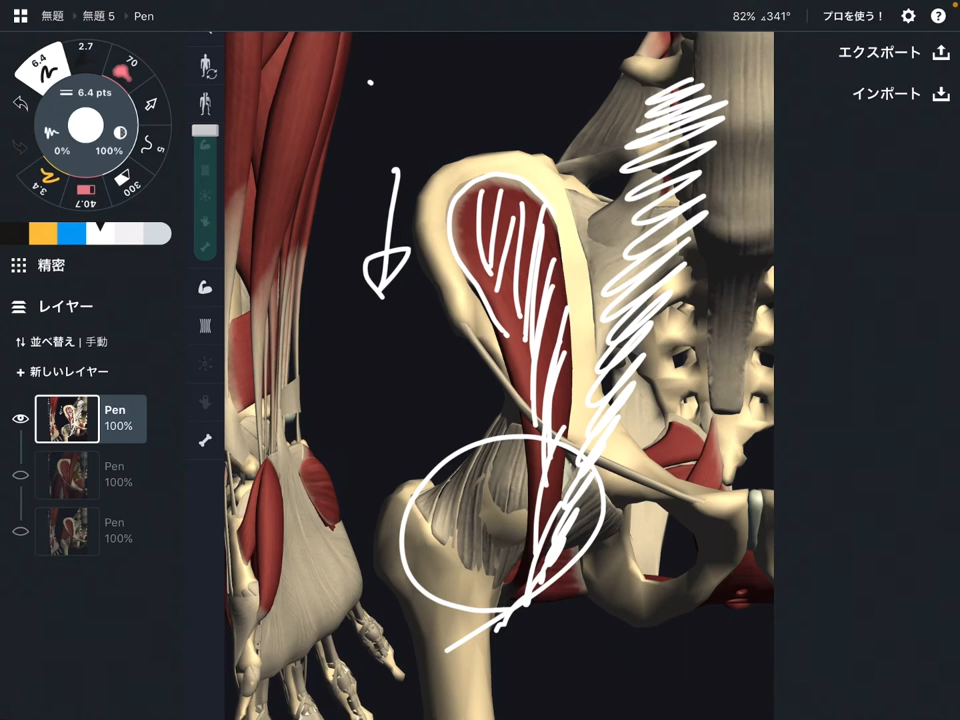 無題 無題 5 Pen
82% ⊿341° プロを使う!
エクスポート
インポート
2.7
6.4
70
6.4 pts
0% 100%
5
3.4
40.7
300
精密
レイヤー
並べ替え | 手動
+ 新しいレイヤー
Pen
100%
Pen
100%
Pen
100%